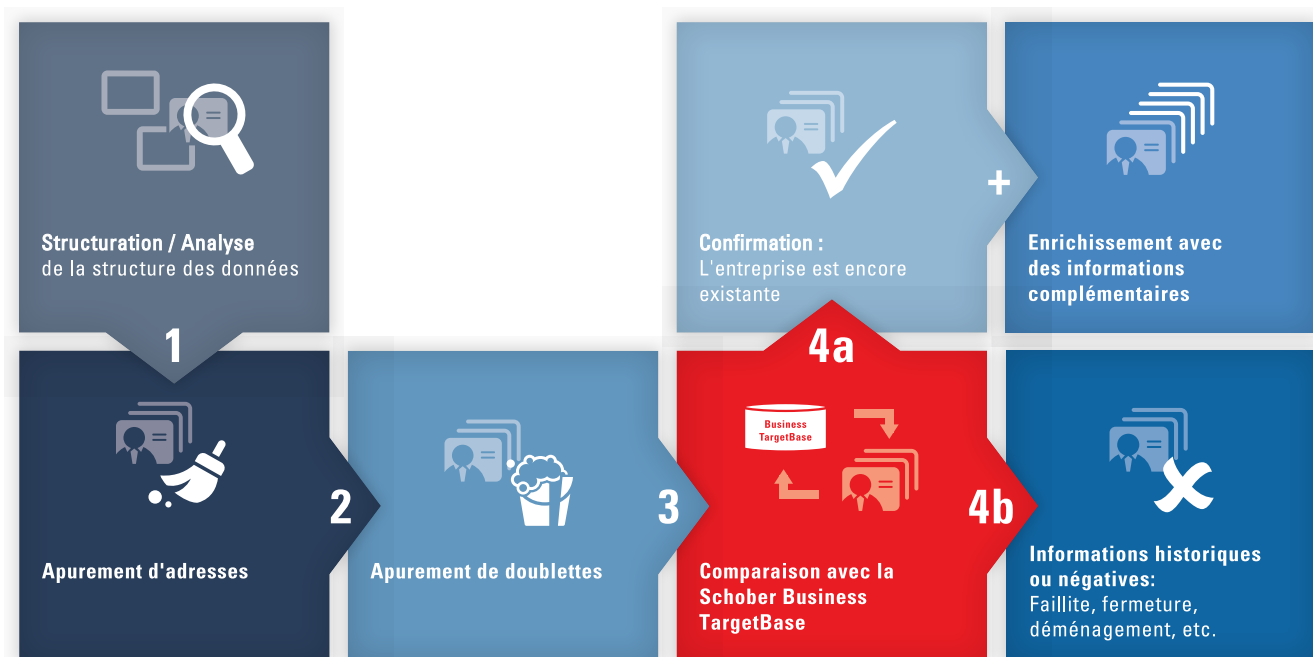 Structuration / Analyse
de la structure des données
1
Apurement d'adresses
2
Apurement de doublettes
3
Business
TargetBase
Comparaison avec la
Schober Business
TargetBase
4a
Confirmation :
L'entreprise est encore
existante
+
Enrichissement avec
des informations
complémentaires
4b
Informations historiques
ou négatives:
Faillite, fermeture,
déménagement, etc.